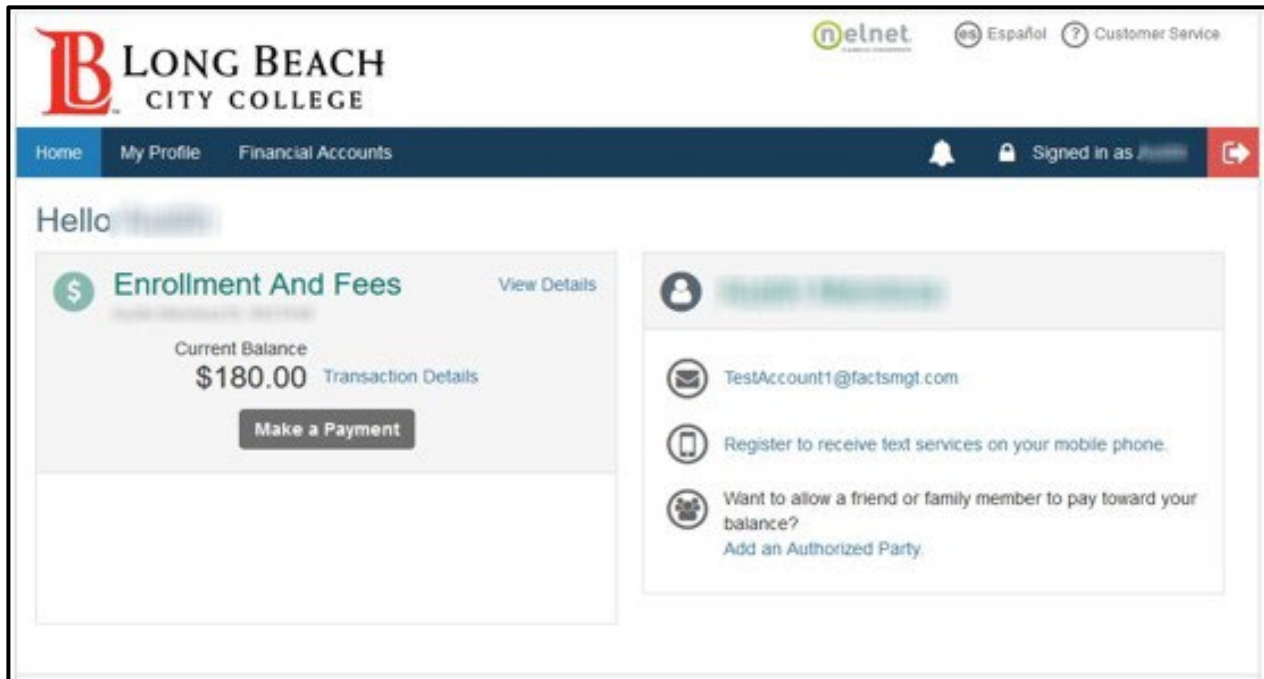 LONG BEACH
CITY COLLEGE
nelnet
es Español ? Customer Service
Home My Profile Financial Accounts Signed in as
Hello
$ Enrollment And Fees View Details
Current Balance
$180.00 Transaction Details
Make a Payment
TestAccount1@factsmgt.com
Register to receive text services on your mobile phone.
Want to allow a friend or family member to pay toward your
balance?
Add an Authorized Party.